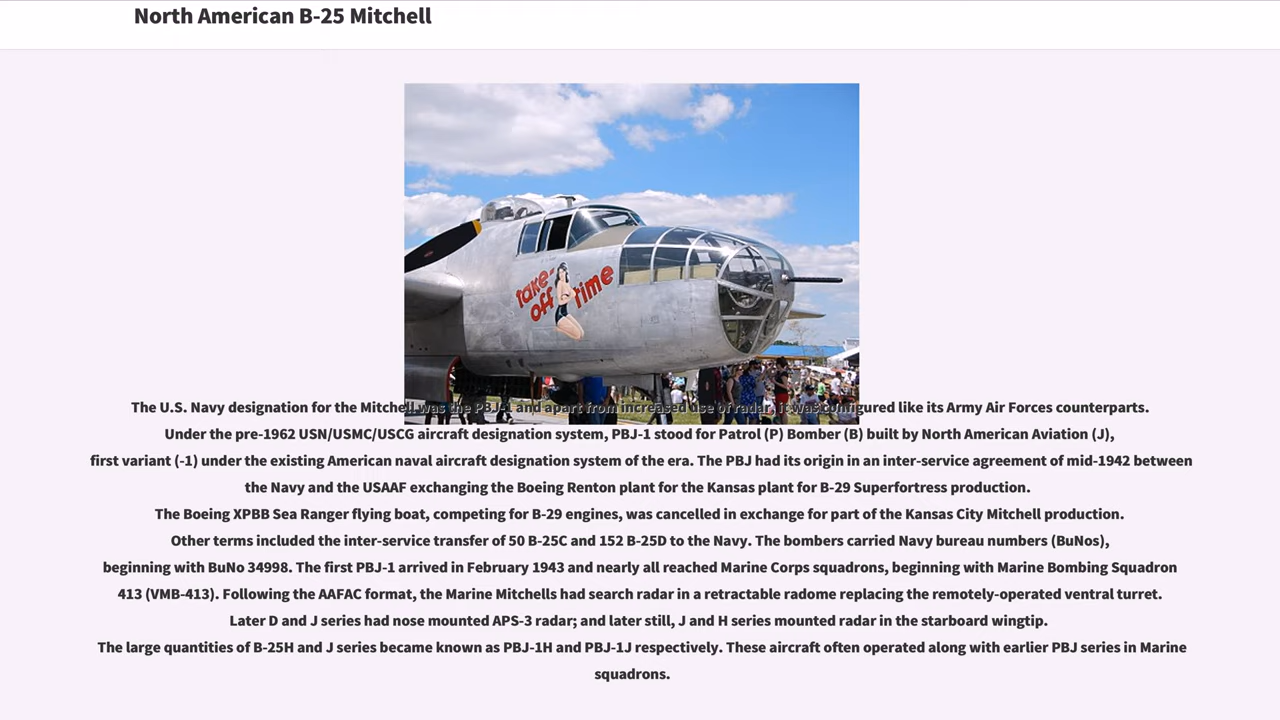 North American B-25 Mitchell
take-off time
The U.S. Navy designation for the Mitchell was the PBJ-1 and apart from increased use of radar, it was configured like its Army Air Forces counterparts.
Under the pre-1962 USN/USMC/USCG aircraft designation system, PBJ-1 stood for Patrol (P) Bomber (B) built by North American Aviation (J),
first variant (-1) under the existing American naval aircraft designation system of the era. The PBJ had its origin in an inter-service agreement of mid-1942 between
the Navy and the USAAF exchanging the Boeing Renton plant for the Kansas plant for B-29 Superfortress production.
The Boeing XPBB Sea Ranger flying boat, competing for B-29 engines, was cancelled in exchange for part of the Kansas City Mitchell production.
Other terms included the inter-service transfer of 50 B-25C and 152 B-25D to the Navy. The bombers carried Navy bureau numbers (BuNos),
beginning with BuNo 34998. The first PBJ-1 arrived in February 1943 and nearly all reached Marine Corps squadrons, beginning with Marine Bombing Squadron
413 (VMB-413). Following the AAFAC format, the Marine Mitchells had search radar in a retractable radome replacing the remotely-operated ventral turret.
Later D and J series had nose mounted APS-3 radar; and later still, J and H series mounted radar in the starboard wingtip.
The large quantities of B-25H and J series became known as PBJ-1H and PBJ-1J respectively. These aircraft often operated along with earlier PBJ series in Marine
squadrons.